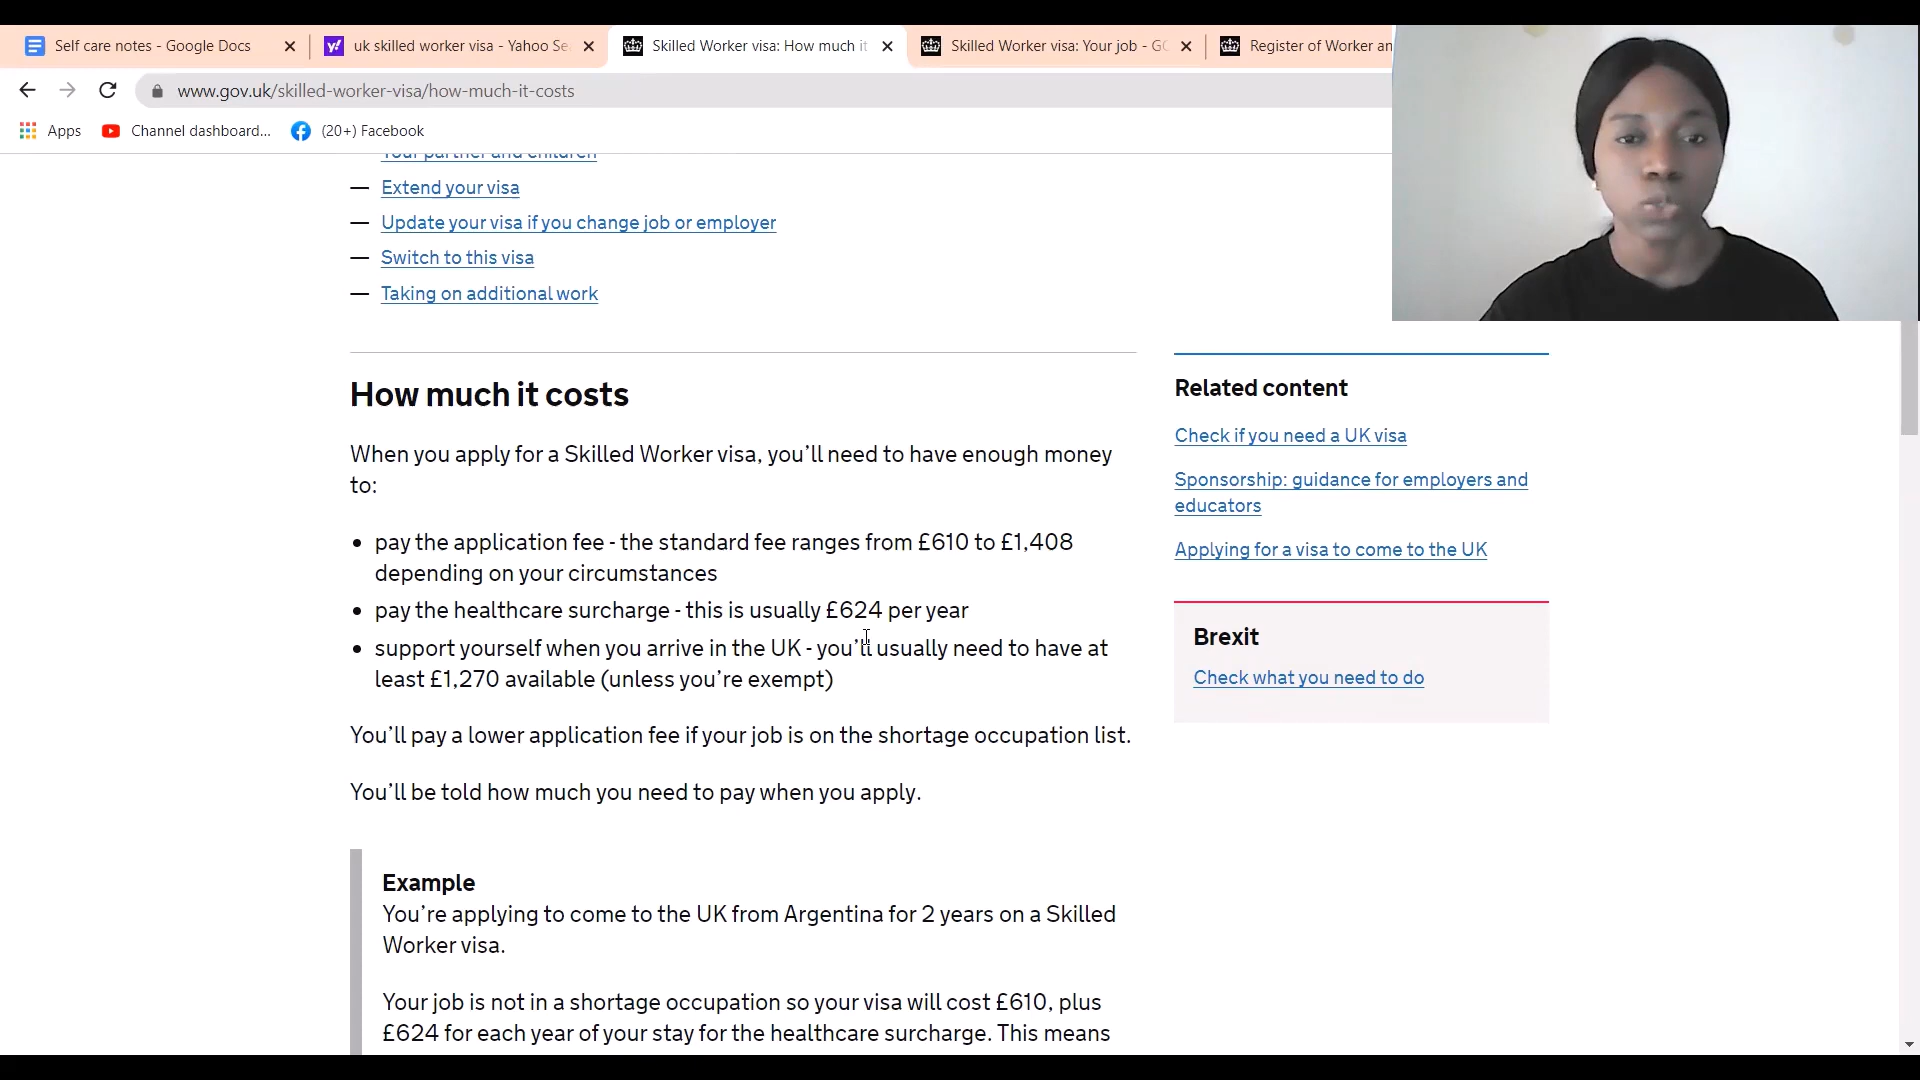 Self care notes - Google Docs
uk skilled worker visa - Yahoo Se
Skilled Worker visa: How much it
Skilled Worker visa: Your job - GO
Register of Worker an
www.gov.uk/skilled-worker-visa/how-much-it-costs
Apps
Channel dashboard...
(20+) Facebook
Your partner and children
— Extend your visa
— Update your visa if you change job or employer
— Switch to this visa
— Taking on additional work
How much it costs
When you apply for a Skilled Worker visa, you’ll need to have enough money
to:
• pay the application fee - the standard fee ranges from £610 to £1,408
depending on your circumstances
• pay the healthcare surcharge - this is usually £624 per year
• support yourself when you arrive in the UK - you’ll usually need to have at
least £1,270 available (unless you’re exempt)
You’ll pay a lower application fee if your job is on the shortage occupation list.
You’ll be told how much you need to pay when you apply.
Example
You’re applying to come to the UK from Argentina for 2 years on a Skilled
Worker visa.
Your job is not in a shortage occupation so your visa will cost £610, plus
£624 for each year of your stay for the healthcare surcharge. This means
Related content
Check if you need a UK visa
Sponsorship: guidance for employers and
educators
Applying for a visa to come to the UK
Brexit
Check what you need to do